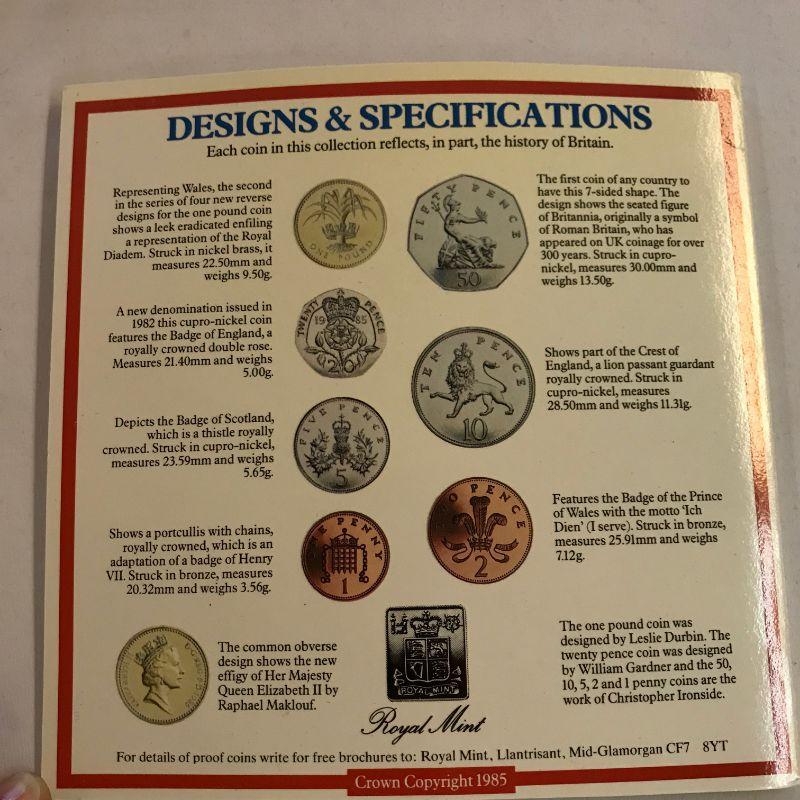 DESIGNS & SPECIFICATIONS
Each coin in this collection reflects, in part, the history of Britain.
Representing Wales, the second
in the series of four new reverse
designs for the one pound coin
shows a leek eradicated enfiling
a representation of the Royal
Diadem. Struck in nickel brass, it
measures 22.50mm and
weighs 9.50g.
ONE POUND
FIFTY PENCE
50
The first coin of any country to
have this 7-sided shape. The
design shows the seated figure
of Britannia, originally a symbol
of Roman Britain, who has
appeared on UK coinage for over
300 years. Struck in cupro-
nickel, measures 30.00mm and
weighs 13.50g.
A new denomination issued in
1982 this cupro-nickel coin
features the Badge of England, a
royally crowned double rose.
Measures 21.40mm and weighs
5.00g.
TWENTY PENCE
1985
20
TEN PENCE
10
Shows part of the Crest of
England, a lion passant guardant
royally crowned. Struck in
cupro-nickel, measures
28.50mm and weighs 11.31g.
Depicts the Badge of Scotland,
which is a thistle royally
crowned. Struck in cupro-nickel,
measures 23.59mm and weighs
5.65g.
FIVE PENCE
5
TWO PENCE
2
Features the Badge of the Prince
of Wales with the motto 'Ich
Dien' (I serve). Struck in bronze,
measures 25.91mm and weighs
7.12g.
Shows a portcullis with chains,
royally crowned, which is an
adaptation of a badge of Henry
VII. Struck in bronze, measures
20.32mm and weighs 3.56g.
ONE PENNY
1
The common obverse
design shows the new
effigy of Her Majesty
Queen Elizabeth II by
Raphael Maklouf.
ROYAL MINT
Royal Mint
The one pound coin was
designed by Leslie Durbin. The
twenty pence coin was designed
by William Gardner and the 50,
10, 5, 2 and 1 penny coins are the
work of Christopher Ironside.
For details of proof coins write for free brochures to: Royal Mint, Llantrisant, Mid-Glamorgan CF7 8YT
Crown Copyright 1985